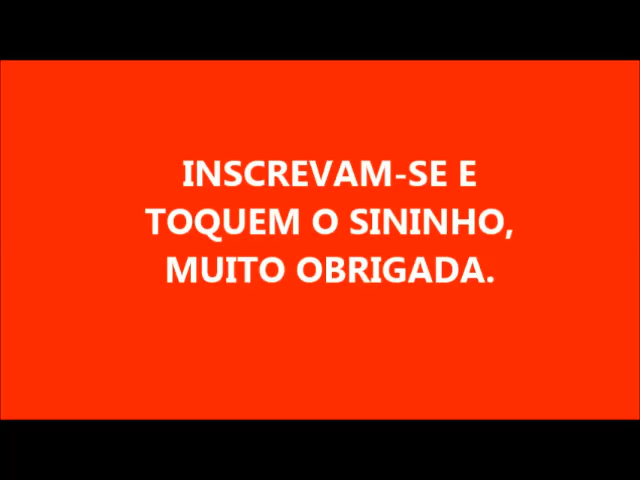 INSCREVAM-SE E
TOQUEM O SININHO,
MUITO OBRIGADA.